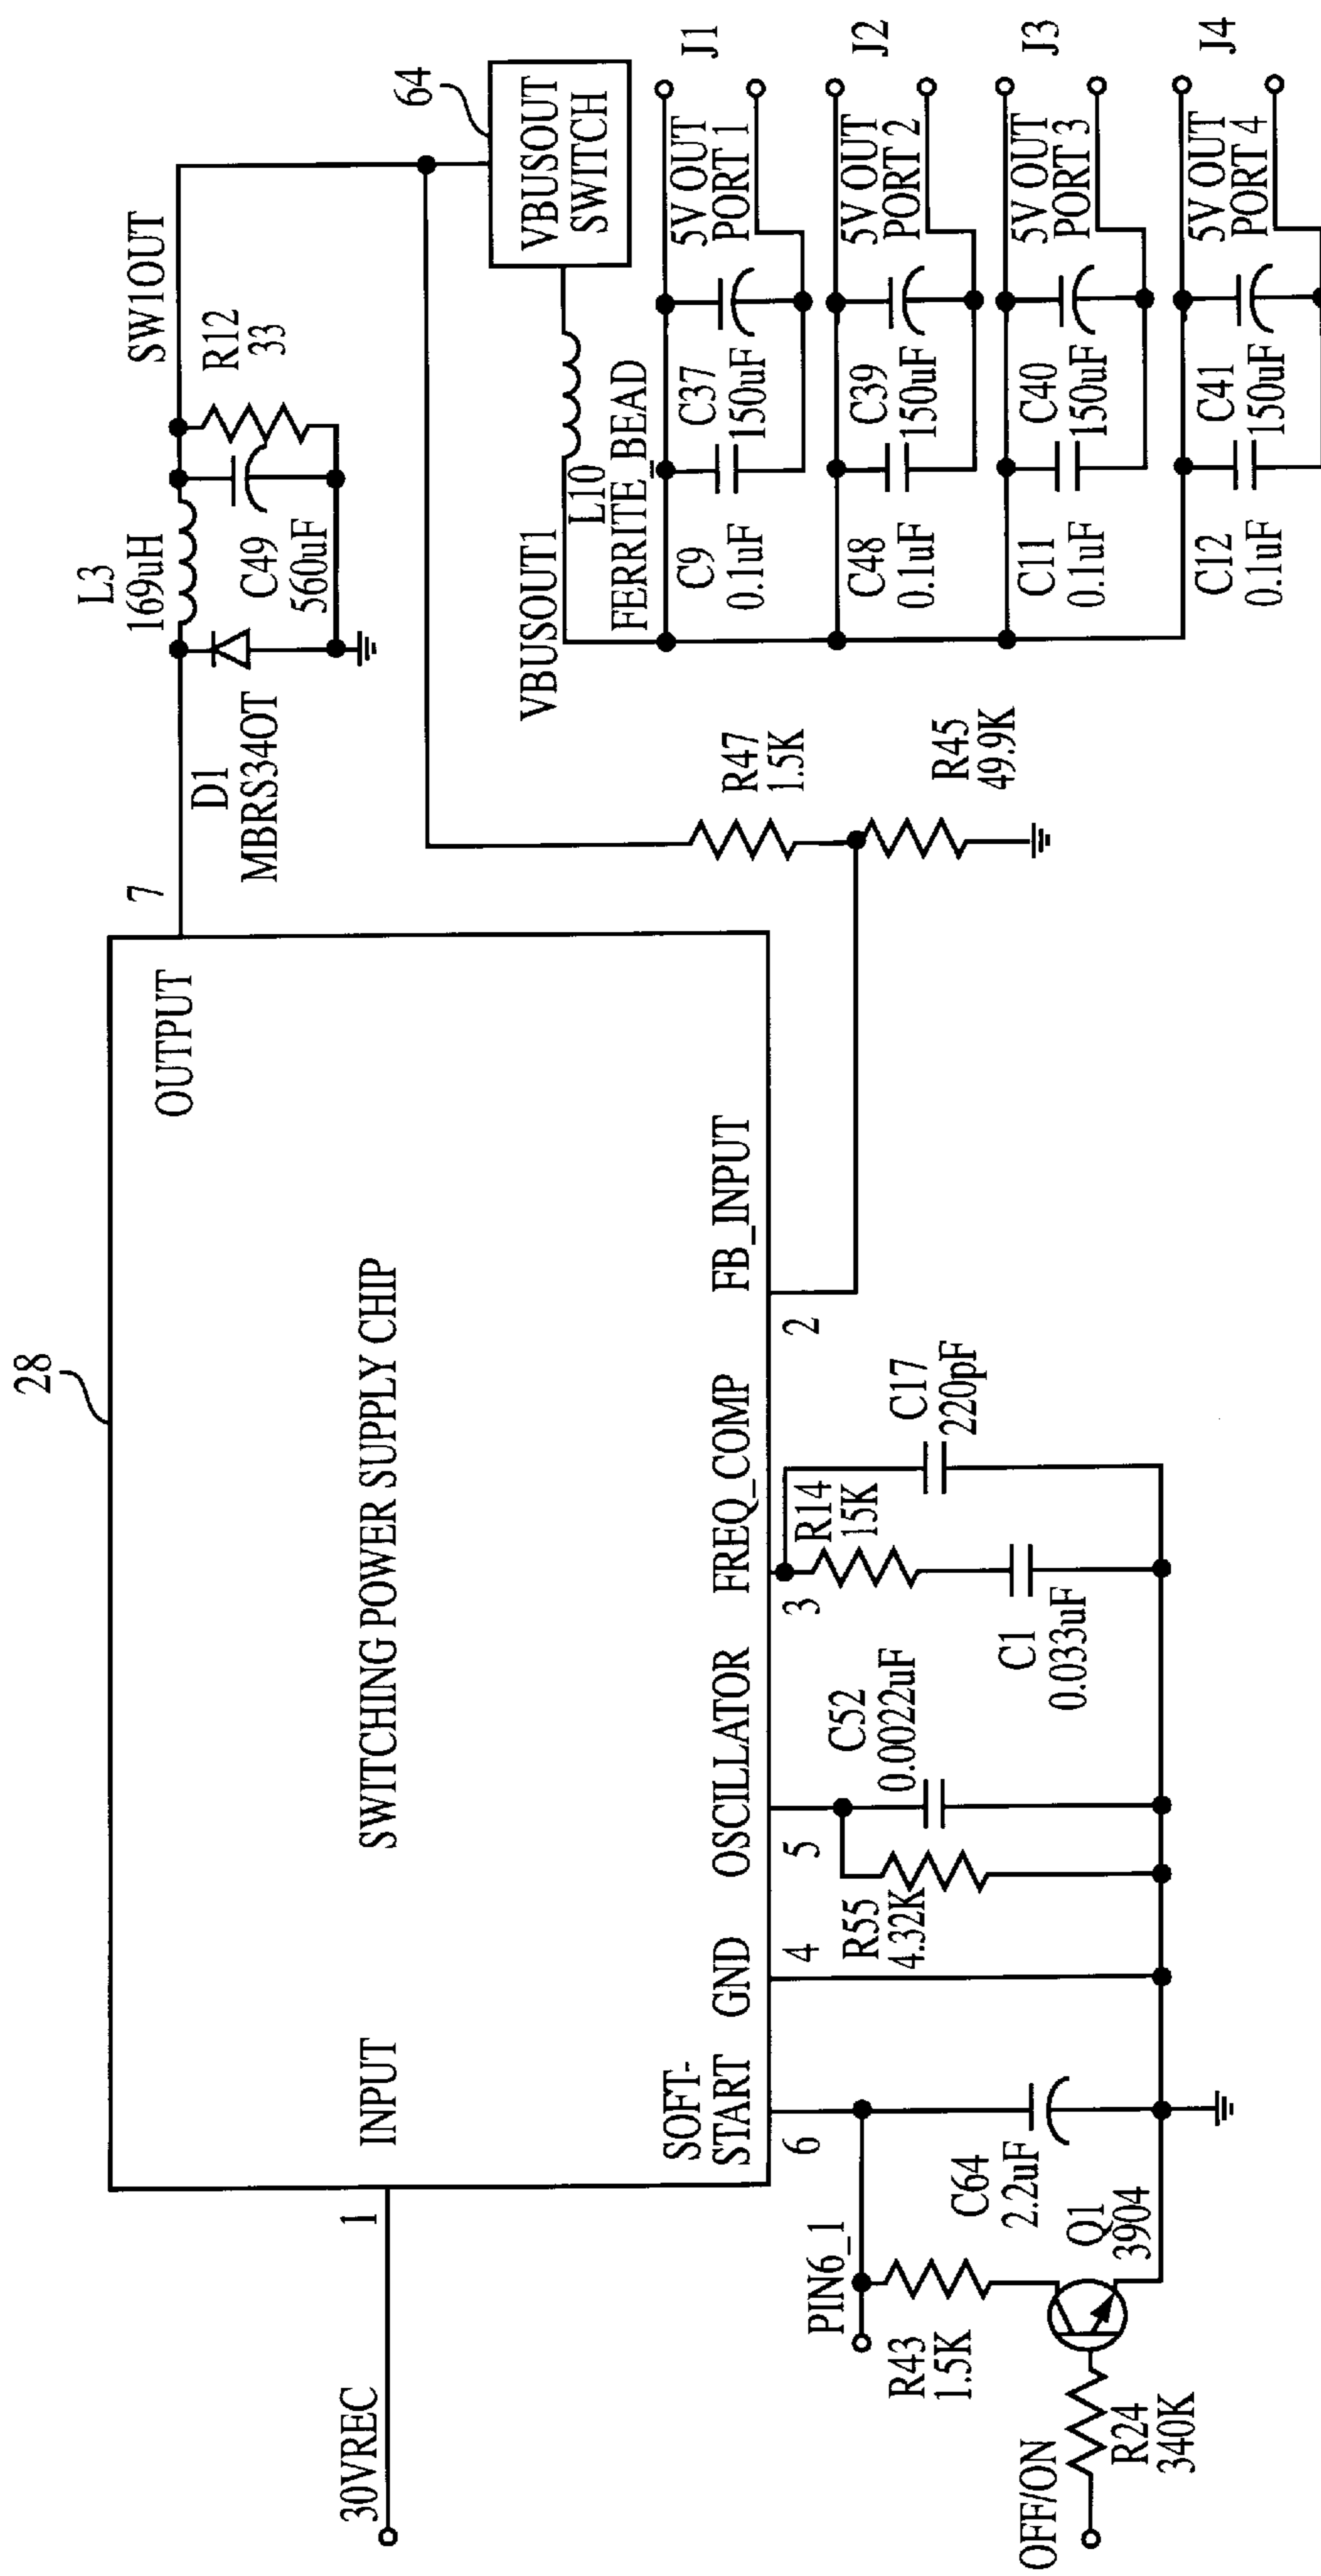 28
SWITCHING POWER SUPPLY CHIP
30VREC
1
INPUT
OUTPUT
7
SOFT-
START
GND
OSCILLATOR
FREQ_COMP
FB_INPUT
6
4
5
3
2
PIN6_1
R43
1.5K
OFF/ON
R24
340K
Q1
3904
C64
2.2uF
R55
4.32K
C52
0.0022uF
R14
15K
C1
0.033uF
C17
220pF
D1
MBRS34OT
L3
169uH
C49
560uF
SW1OUT
R12
33
64
VBUSOUT
SWITCH
R47
1.5K
R45
49.9K
VBUSOUT1
L10
FERRITE_BEAD
C9
0.1uF
C37
150uF
5V OUT
PORT 1
J1
C48
0.1uF
C39
150uF
5V OUT
PORT 2
J2
C11
0.1uF
C40
150uF
5V OUT
PORT 3
J3
C12
0.1uF
C41
150uF
5V OUT
PORT 4
J4